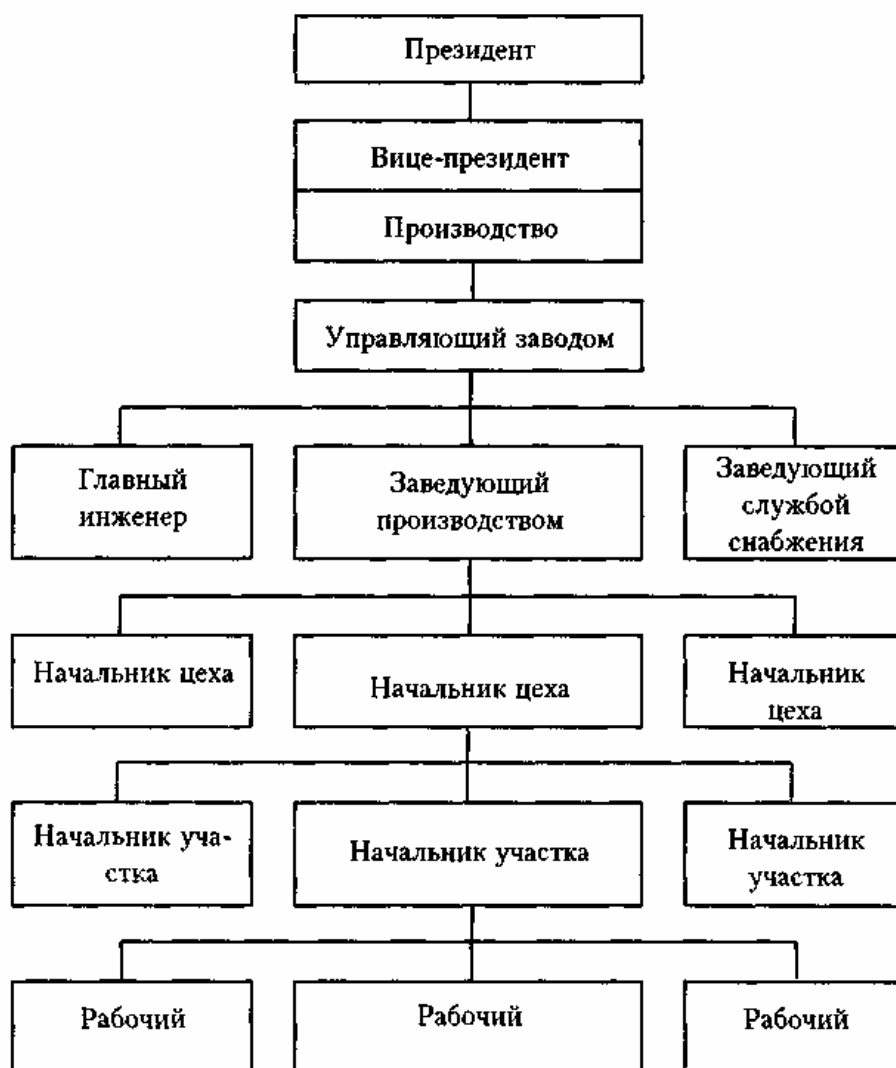 Президент
Вице-президент
Производство
Управляющий заводом
Главный
инженер
Заведующий
производством
Заведующий
службой
снабжения
Начальник цеха
Начальник цеха
Начальник
цеха
Начальник уча-
стка
Начальник участка
Начальник
участка
Рабочий
Рабочий
Рабочий